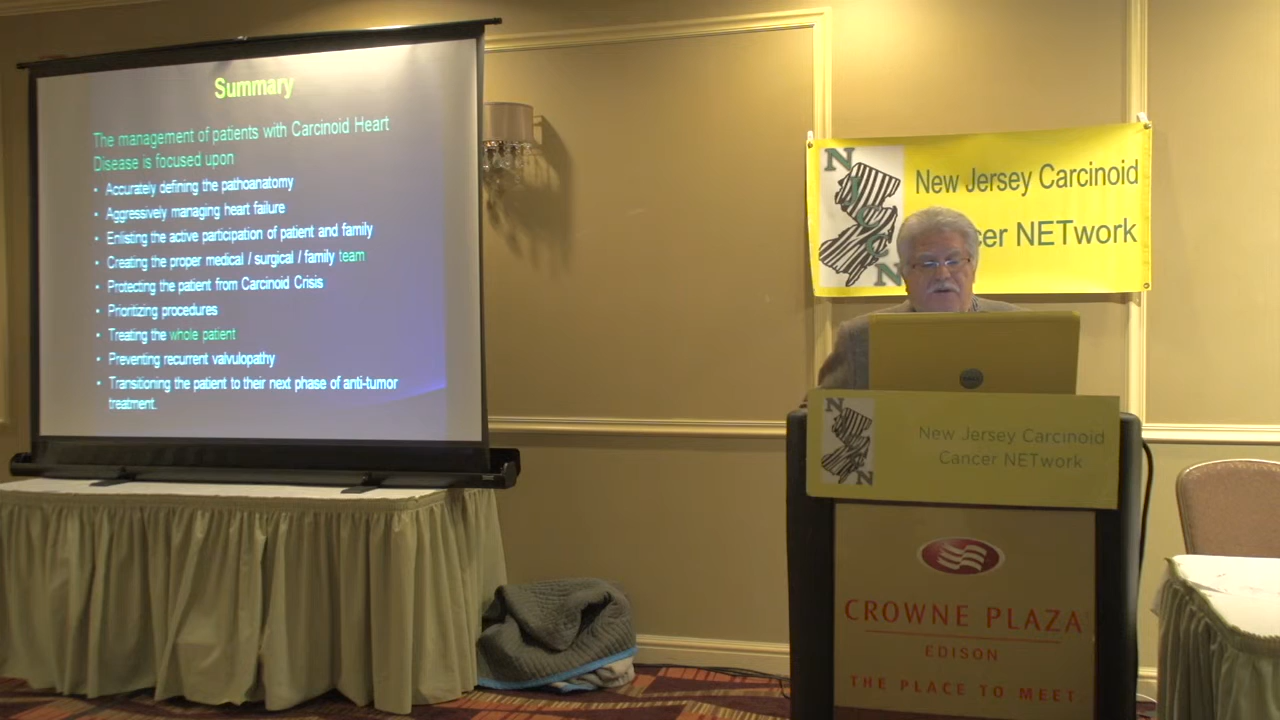 Summary
The management of patients with Carcinoid Heart
Disease is focused upon
• Accurately defining the pathoanatomy
• Aggressively managing heart failure
• Enlisting the active participation of patient and family
• Creating the proper medical / surgical / family team
• Protecting the patient from Carcinoid Crisis
• Prioritizing procedures
• Treating the whole patient
• Preventing recurrent valvulopathy
• Transitioning the patient to their next phase of anti-tumor
treatment.
N
J
C
C
N
New Jersey Carcinoid
cer NETwork
DELL
N
N
New Jersey Carcinoid
Cancer NETwork
CROWNE PLAZA
EDISON
THE PLACE TO MEET